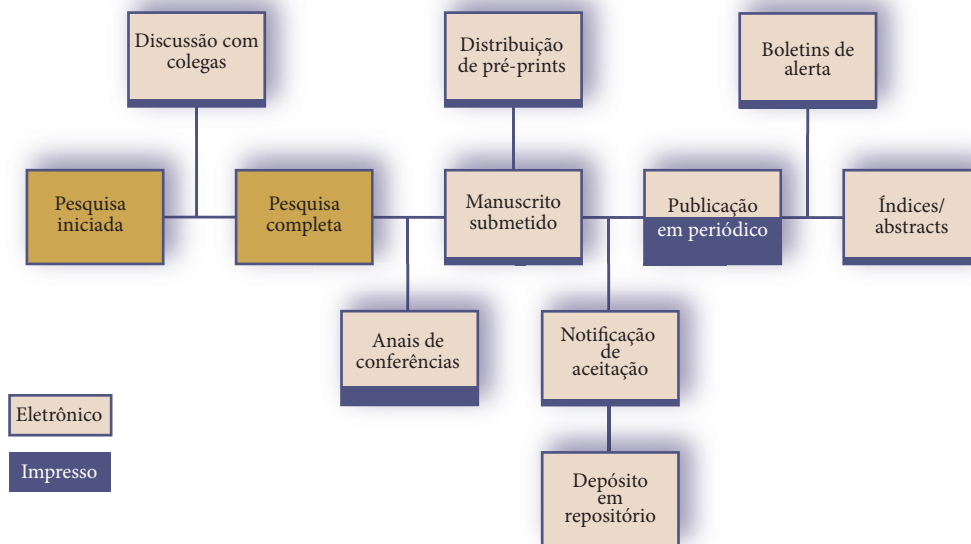 Discussão com
colegas
Distribuição
de pré-prints
Boletins de
alerta
Pesquisa
iniciada
Pesquisa
completa
Manuscrito
submetido
Publicação
em periódico
Índices/
abstracts
Anais de
conferências
Notificação
de
aceitação
Eletrônico
Impresso
Depósito
em
repositório